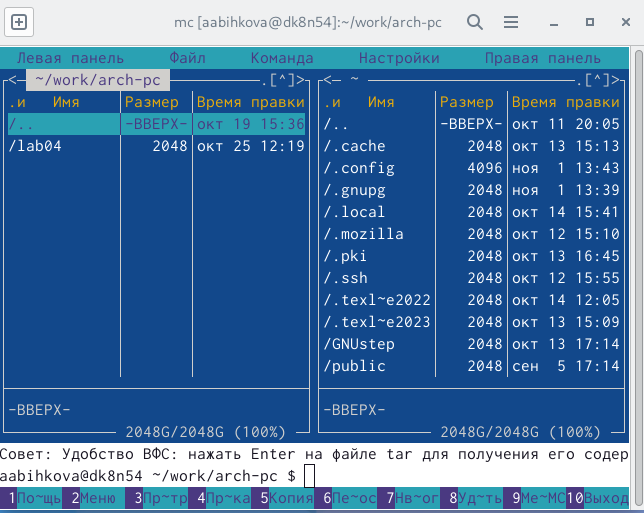 mc [aabihkova@dk8n54]:~/work/arch-pc
Левая панель Файл Команда Настройки Правая панель
<— ~/work/arch-pc .[^]> <— ~ .[^]>
.и Имя Размер Время правки .и Имя Размер Время правки
/.. -ВВЕРХ- окт 19 15:36 /.. -ВВЕРХ- окт 11 20:05
/lab04 2048 окт 25 12:19 /.cache 2048 окт 13 15:13
/.config 4096 ноя 1 13:43
/.gnupg 2048 ноя 1 13:39
/.local 2048 окт 14 15:41
/.mozilla 2048 окт 12 15:10
/.pki 2048 окт 13 16:45
/.ssh 2048 окт 12 15:55
/.texl~e2022 2048 окт 14 12:05
/.texl~e2023 2048 окт 13 15:09
/GNUstep 2048 окт 13 17:14
/public 2048 сен 5 17:14
-ВВЕРХ- -ВВЕРХ-
2048G/2048G (100%) 2048G/2048G (100%)
Совет: Удобство ВФС: нажать Enter на файле tar для получения его содер
aabihkova@dk8n54 ~/work/arch-pc $
1По~щь 2Меню 3Пр~тр 4Пр~ка 5Копия 6Пе~ос 7Нв~ог 8Уд~ть 9Ме~МС 10Выход